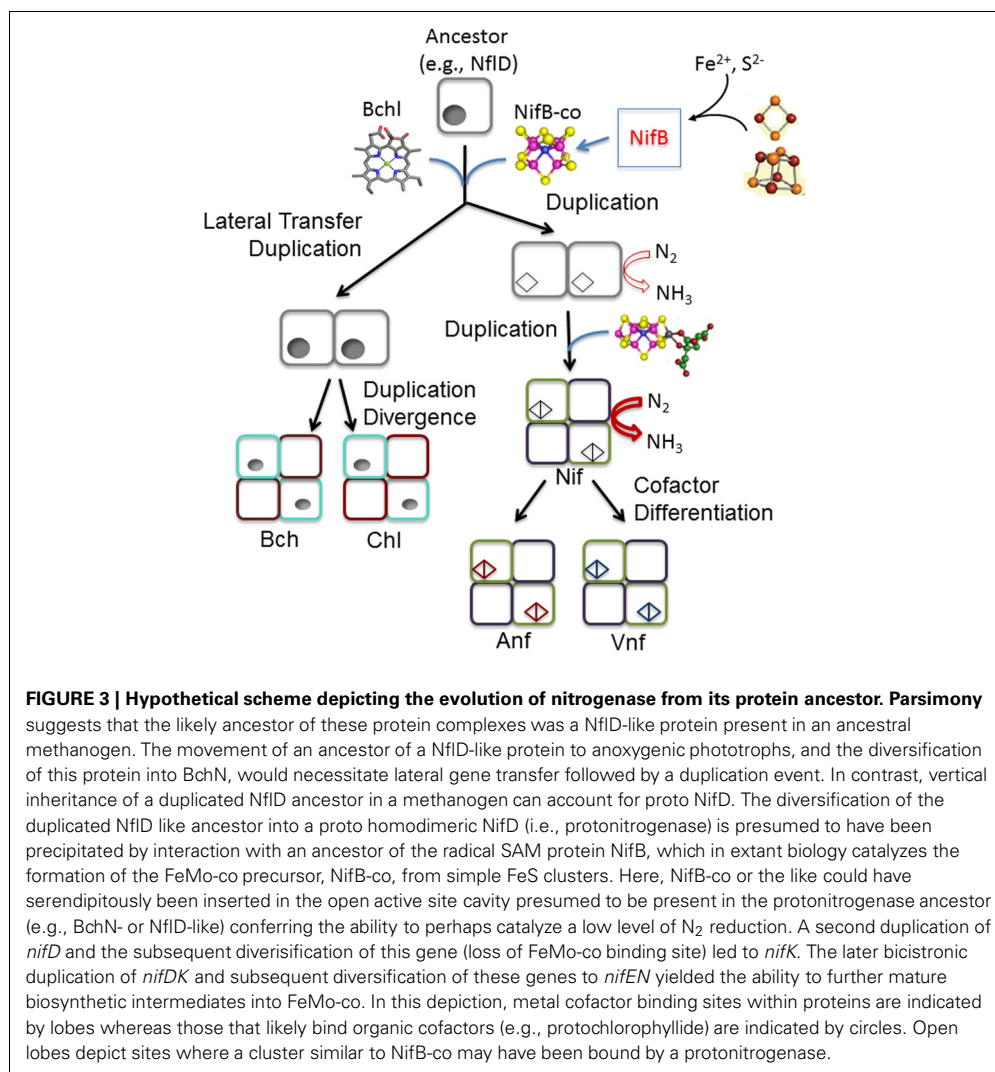 Ancestor
(e.g., NflD)
Fe2+, S2-
Bchl
NifB-co
NifB
Duplication
Lateral Transfer
Duplication
N2
NH3
Duplication
Duplication
Divergence
N2
NH3
Nif
Cofactor
Differentiation
Bch
Chl
Anf
Vnf
FIGURE 3 | Hypothetical scheme depicting the evolution of nitrogenase from its protein ancestor. Parsimony
suggests that the likely ancestor of these protein complexes was a NflD-like protein present in an ancestral
methanogen. The movement of an ancestor of a NflD-like protein to anoxygenic phototrophs, and the diversification
of this protein into BchN, would necessitate lateral gene transfer followed by a duplication event. In contrast, vertical
inheritance of a duplicated NflD ancestor in a methanogen can account for proto NifD. The diversification of the
duplicated NflD like ancestor into a proto homodimeric NifD (i.e., protonitrogenase) is presumed to have been
precipitated by interaction with an ancestor of the radical SAM protein NifB, which in extant biology catalyzes the
formation of the FeMo-co precursor, NifB-co, from simple FeS clusters. Here, NifB-co or the like could have
serendipitously been inserted in the open active site cavity presumed to be present in the protonitrogenase ancestor
(e.g., BchN- or NflD-like) conferring the ability to perhaps catalyze a low level of N2 reduction. A second duplication of
nifD and the subsequent diverisification of this gene (loss of FeMo-co binding site) led to nifK. The later bicistronic
duplication of nifDK and subsequent diversification of these genes to nifEN yielded the ability to further mature
biosynthetic intermediates into FeMo-co. In this depiction, metal cofactor binding sites within proteins are indicated
by lobes whereas those that likely bind organic cofactors (e.g., protochlorophyllide) are indicated by circles. Open
lobes depict sites where a cluster similar to NifB-co may have been bound by a protonitrogenase.